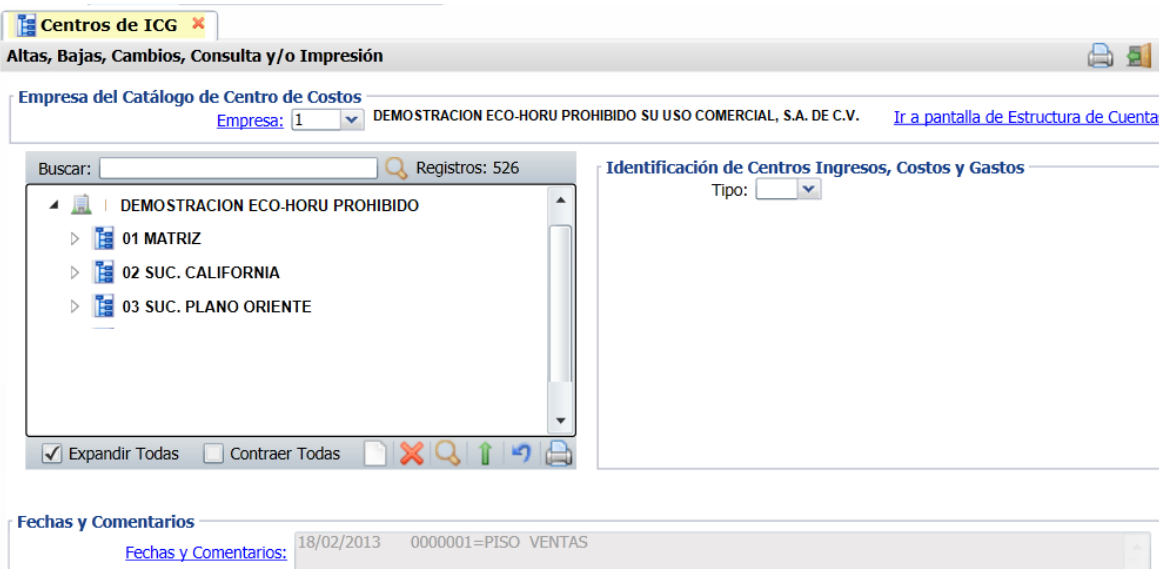 Centros de ICG
Altas, Bajas, Cambios, Consulta y/o Impresión
Empresa del Catálogo de Centro de Costos
Empresa: 1 DEMOSTRACION ECO-HORU PROHIBIDO SU USO COMERCIAL, S.A. DE C.V. Ir a pantalla de Estructura de Cuenta
Buscar: Registros: 526
DEMOSTRACION ECO-HORU PROHIBIDO
01 MATRIZ
02 SUC. CALIFORNIA
03 SUC. PLANO ORIENTE
Expandir Todas Contraer Todas
Identificación de Centros Ingresos, Costos y Gastos
Tipo:
Fechas y Comentarios
Fechas y Comentarios: 18/02/2013 0000001=PISO VENTAS